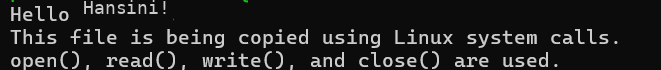 Hello Hansini!
This file is being copied using Linux system calls.
open(), read(), write(), and close() are used.